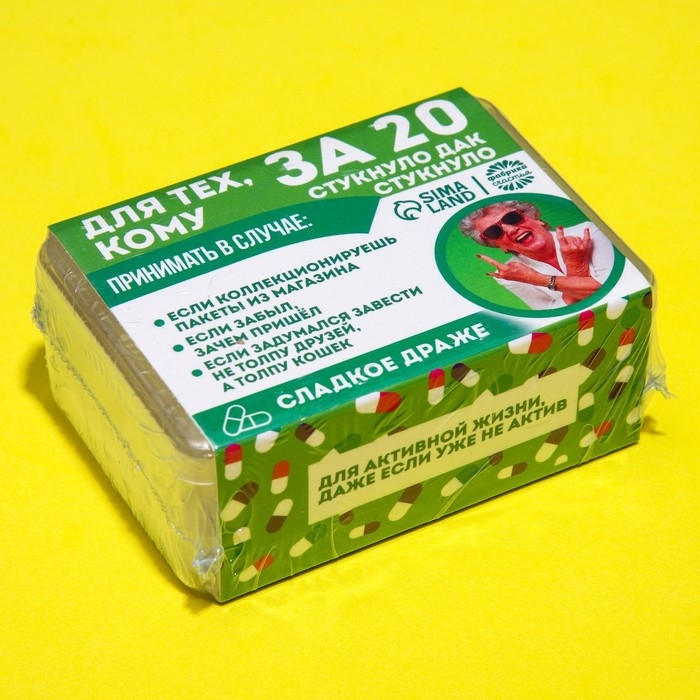 ДЛЯ ТЕХ, ЗА 20
КОМУ СТУКНУЛО ДАК
СТУКНУЛО
SIMA LAND
фабрика счастья
ПРИНИМАТЬ В СЛУЧАЕ:
• ЕСЛИ КОЛЛЕКЦИОНИРУЕШЬ
ПАКЕТЫ ИЗ МАГАЗИНА
• ЕСЛИ ЗАБЫЛ,
ЗАЧЕМ ПРИШЁЛ
• ЕСЛИ ЗАДУМАЛСЯ ЗАВЕСТИ
НЕ ТОЛПУ ДРУЗЕЙ,
А ТОЛПУ КОШЕК
СЛАДКОЕ ДРАЖЕ
ДЛЯ АКТИВНОЙ ЖИЗНИ,
ДАЖЕ ЕСЛИ УЖЕ НЕ АКТИВ